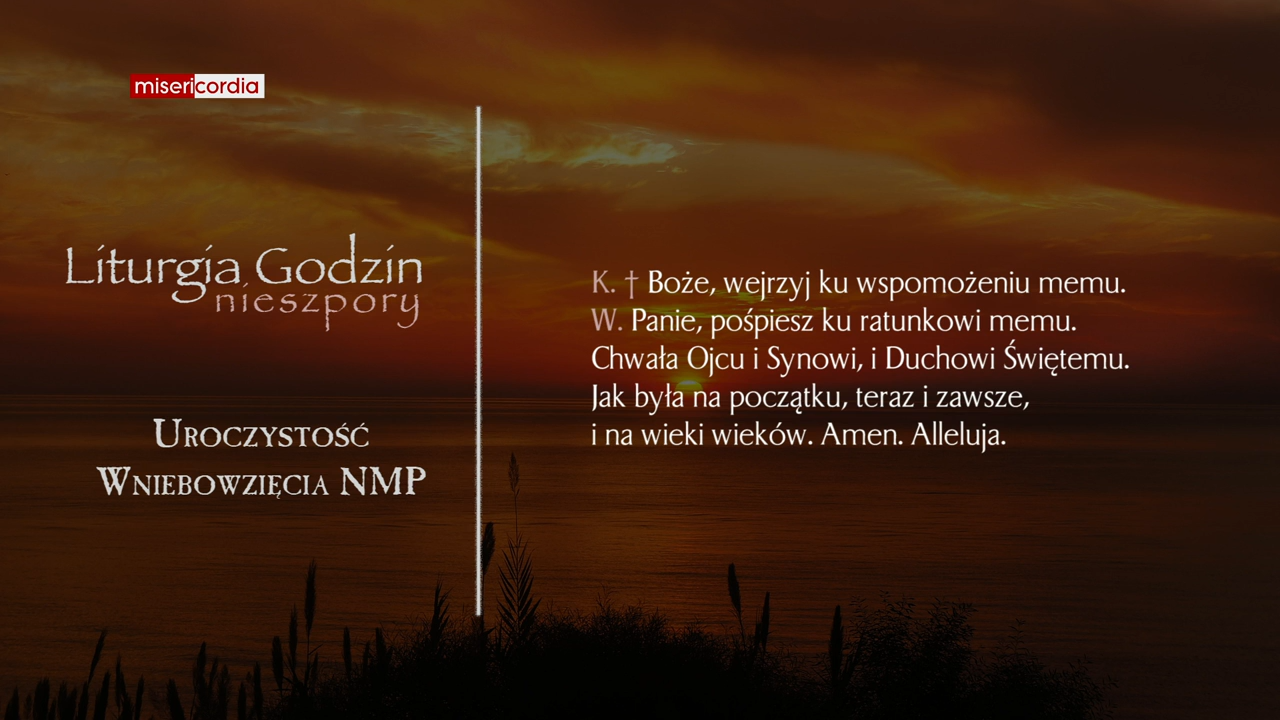 misericordia
Liturgia Godzin
nieszpory
Uroczystość
Wniebowzięcia NMP
K. † Boże, wejrzyj ku wspomożeniu memu.
W. Panie, pośpiesz ku ratunkowi memu.
Chwała Ojcu i Synowi, i Duchowi Świętemu.
Jak była na początku, teraz i zawsze,
i na wieki wieków. Amen. Alleluja.